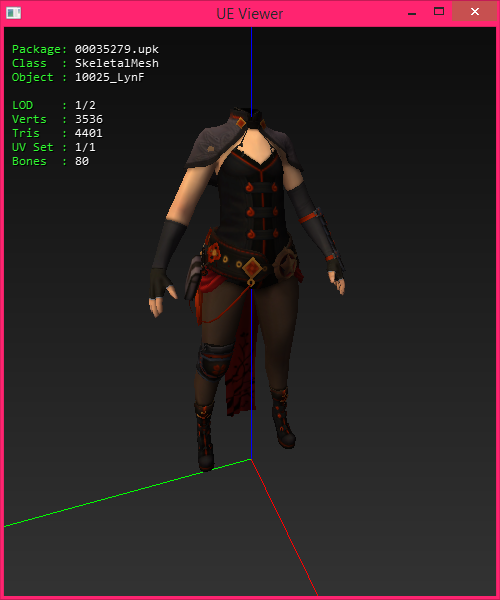 UE Viewer
Package: 00035279.upk
Class : SkeletalMesh
Object : 10025_LynF
LOD : 1/2
Verts : 3536
Tris : 4401
UV Set : 1/1
Bones : 80